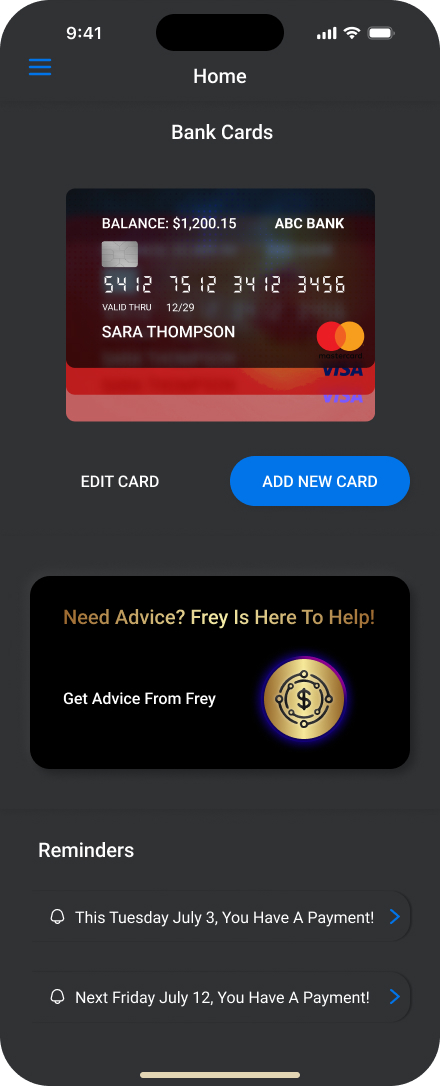 9:41
Home
Bank Cards
BALANCE: $1,200.15 ABC BANK
5412 7512 3412 3456
VALID THRU 12/29
SARA THOMPSON
mastercard
VISA
VISA
EDIT CARD
ADD NEW CARD
Need Advice? Frey Is Here To Help!
Get Advice From Frey
$
Reminders
This Tuesday July 3, You Have A Payment!
Next Friday July 12, You Have A Payment!